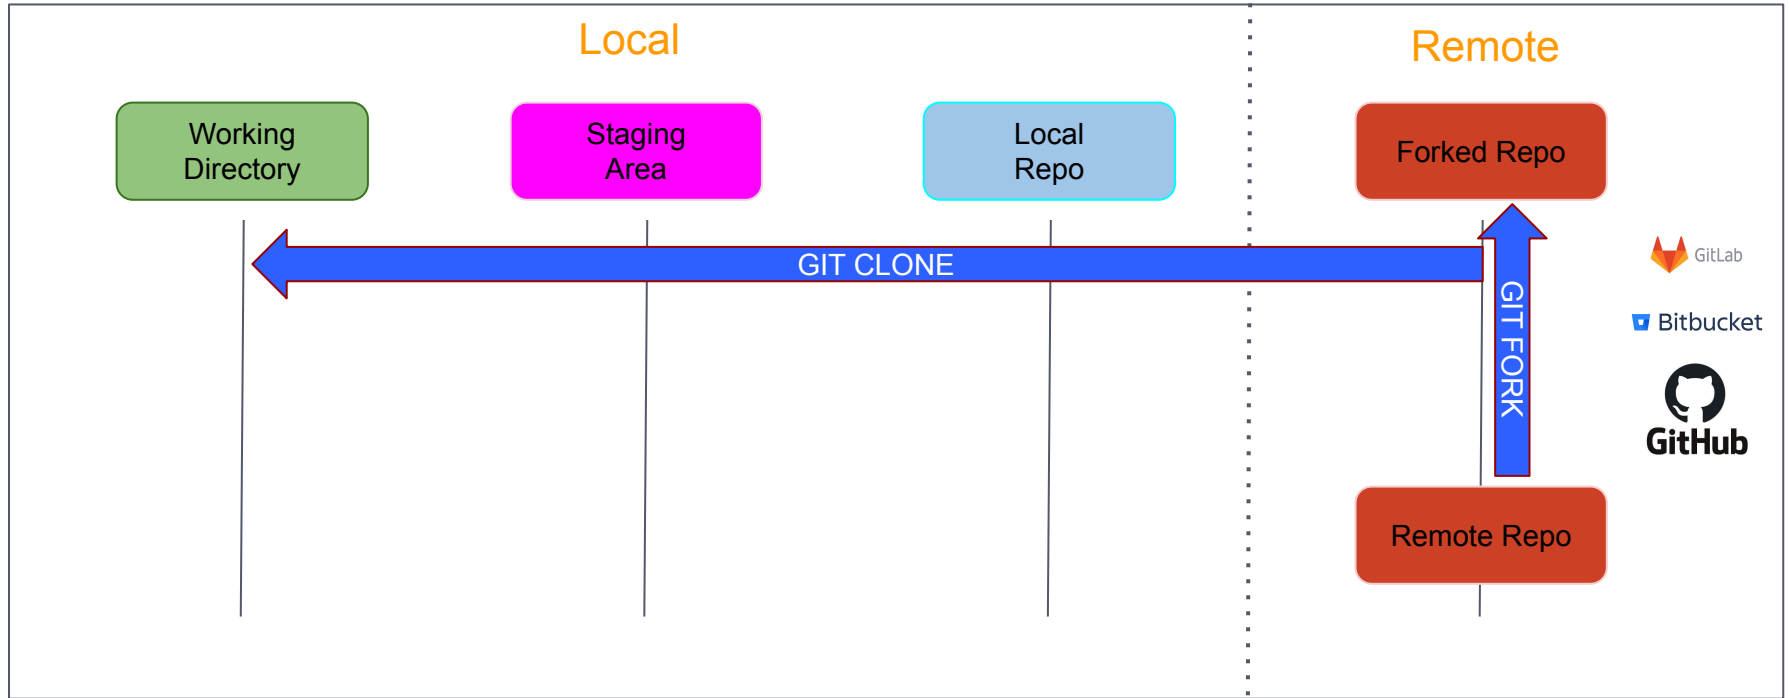 Local
Remote
Working
Directory
Staging
Area
Local
Repo
Forked Repo
GIT CLONE
GIT FORK
GitLab
Bitbucket
GitHub
Remote Repo